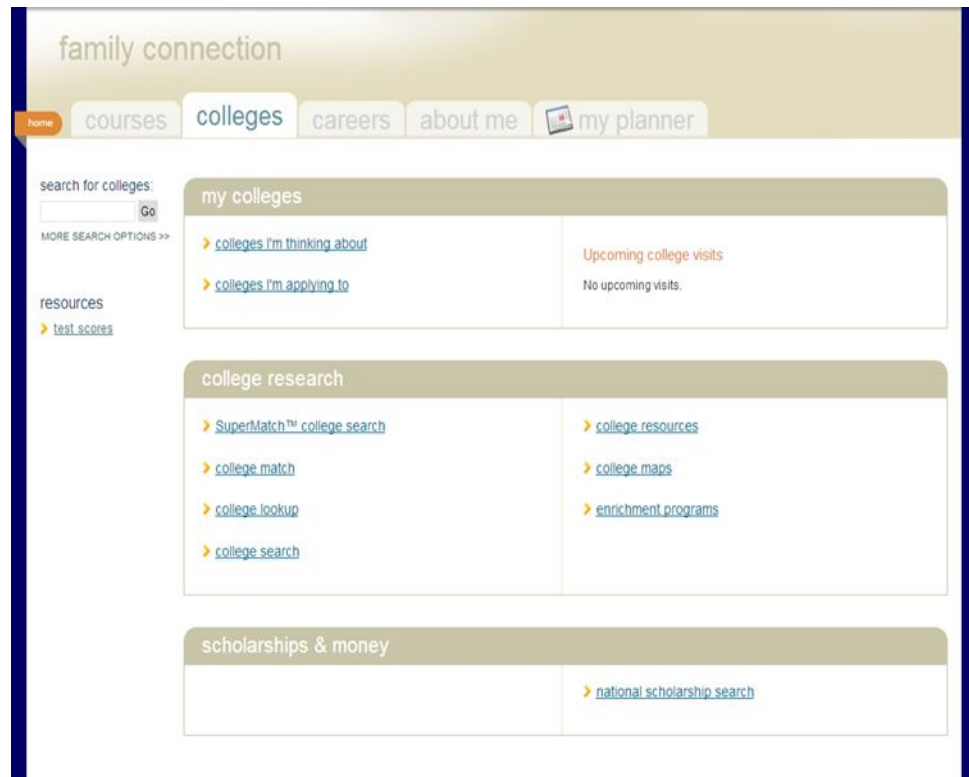 family connection
home
courses
colleges
careers
about me
my planner
search for colleges:
Go
MORE SEARCH OPTIONS >>
resources
test scores
my colleges
colleges I'm thinking about
colleges I'm applying to
Upcoming college visits
No upcoming visits.
college research
SuperMatch™ college search
college match
college lookup
college search
college resources
college maps
enrichment programs
scholarships & money
national scholarship search